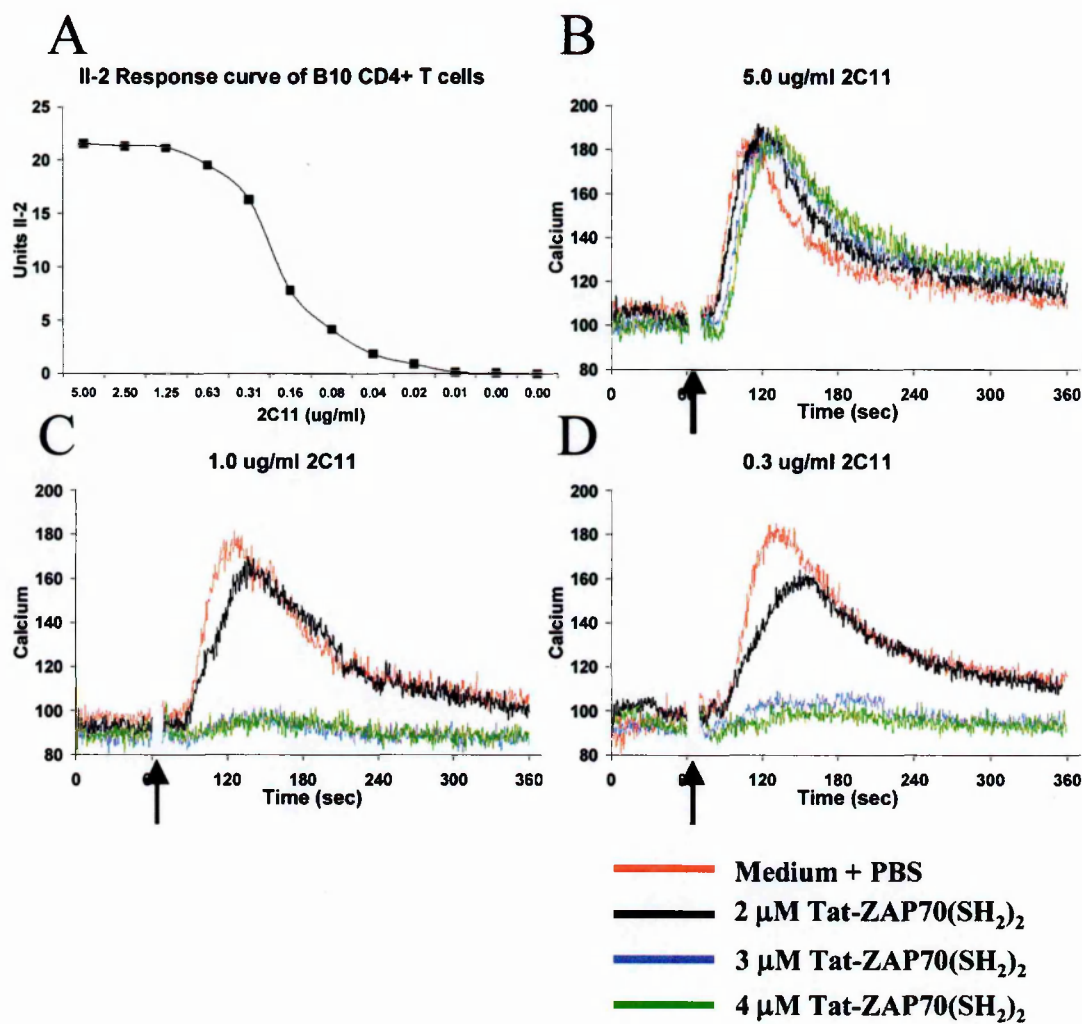 A
Il-2 Response curve of B10 CD4+ T cells
Units Il-2
25
20
15
10
5
0
5.00 2.50 1.25 0.63 0.31 0.16 0.08 0.04 0.02 0.01 0.00 0.00
2C11 (ug/ml)
B
5.0 ug/ml 2C11
Calcium
200
180
160
140
120
100
80
0 60 120 180 240 300 360
Time (sec)
C
1.0 ug/ml 2C11
Calcium
200
180
160
140
120
100
80
0 60 120 180 240 300 360
Time (sec)
D
0.3 ug/ml 2C11
Calcium
200
180
160
140
120
100
80
0 60 120 180 240 300 360
Time (sec)
Medium + PBS
2 μM Tat-ZAP70(SH₂)₂
3 μM Tat-ZAP70(SH₂)₂
4 μM Tat-ZAP70(SH₂)₂